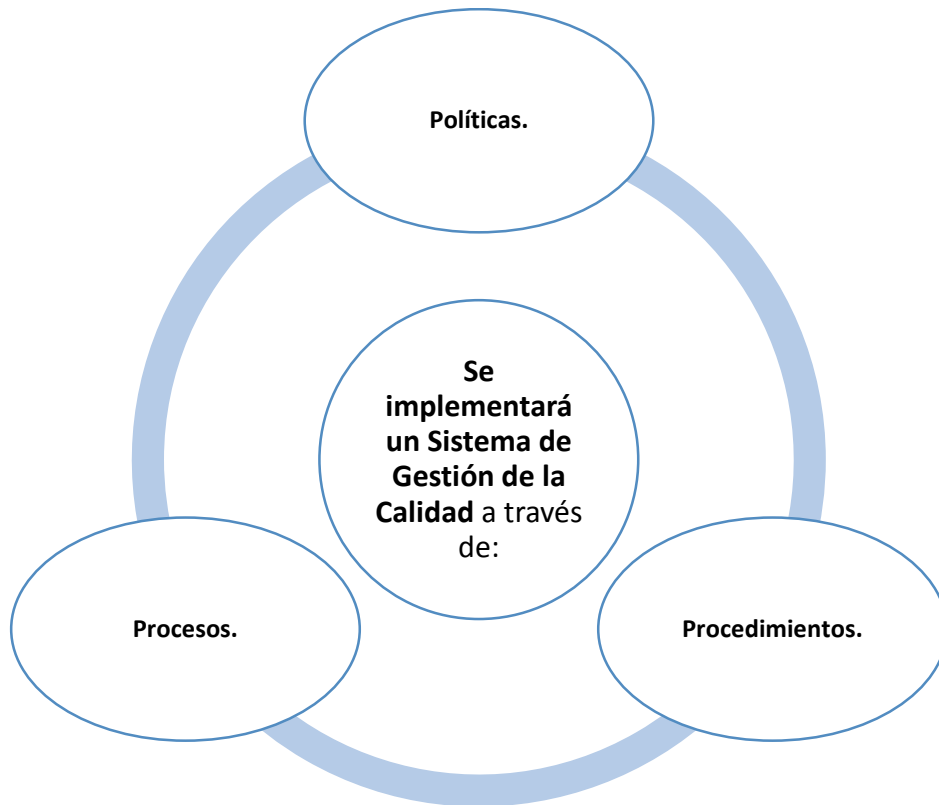 Políticas.
Se
implementará
un Sistema de
Gestión de la
Calidad a través
de:
Procesos.
Procedimientos.